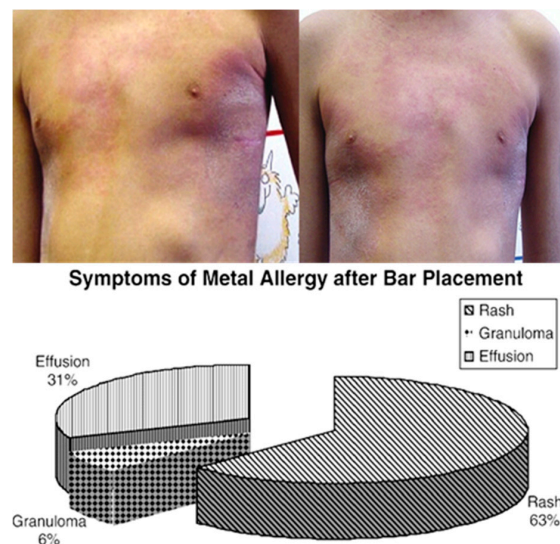 Symptoms of Metal Allergy after Bar Placement
Rash
Granuloma
Effusion
Effusion
31%
Granuloma
6%
Rash
63%